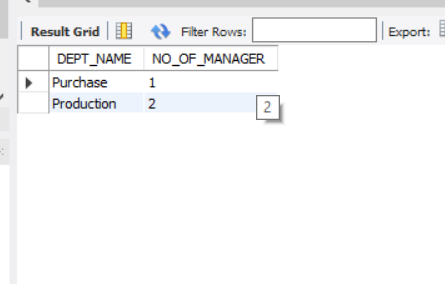 Result Grid Filter Rows: Export:
DEPT_NAME NO_OF_MANAGER
Purchase 1
Production 2
2